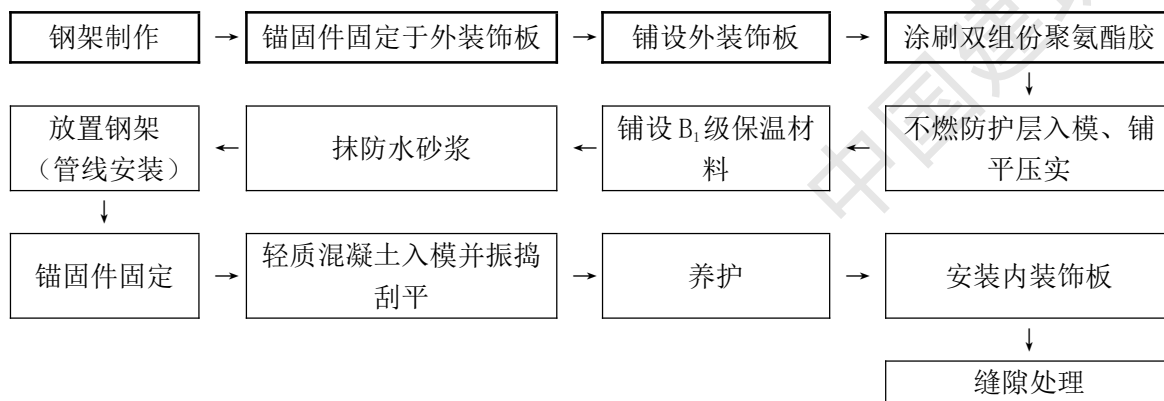 钢架制作 → 锚固件固定于外装饰板 → 铺设外装饰板 → 涂刷双组份聚氨酯胶
↓
放置钢架
（管线安装） ← 抹防水砂浆 ← 铺设 B₁级保温材
料 ← 不燃防护层入模、铺
平压实
↓
锚固件固定 → 轻质混凝土入模并振捣
刮平 → 养护 → 安装内装饰板
↓
缝隙处理
中国建